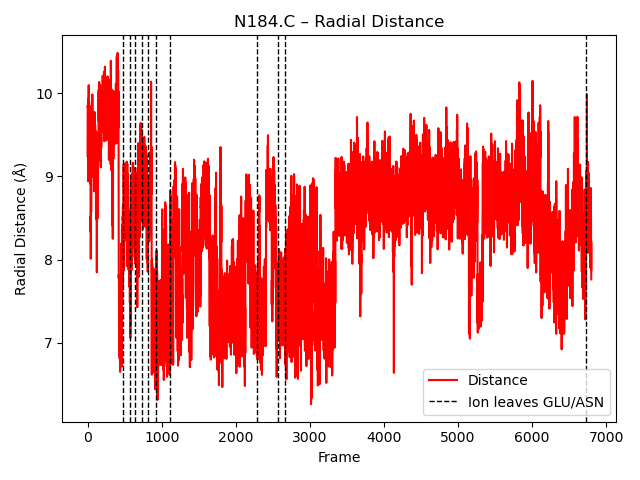 N184.C – Radial Distance
10
9
8
7
Radial Distance (Å)
0 1000 2000 3000 4000 5000 6000 7000
Frame
Distance
Ion leaves GLU/ASN